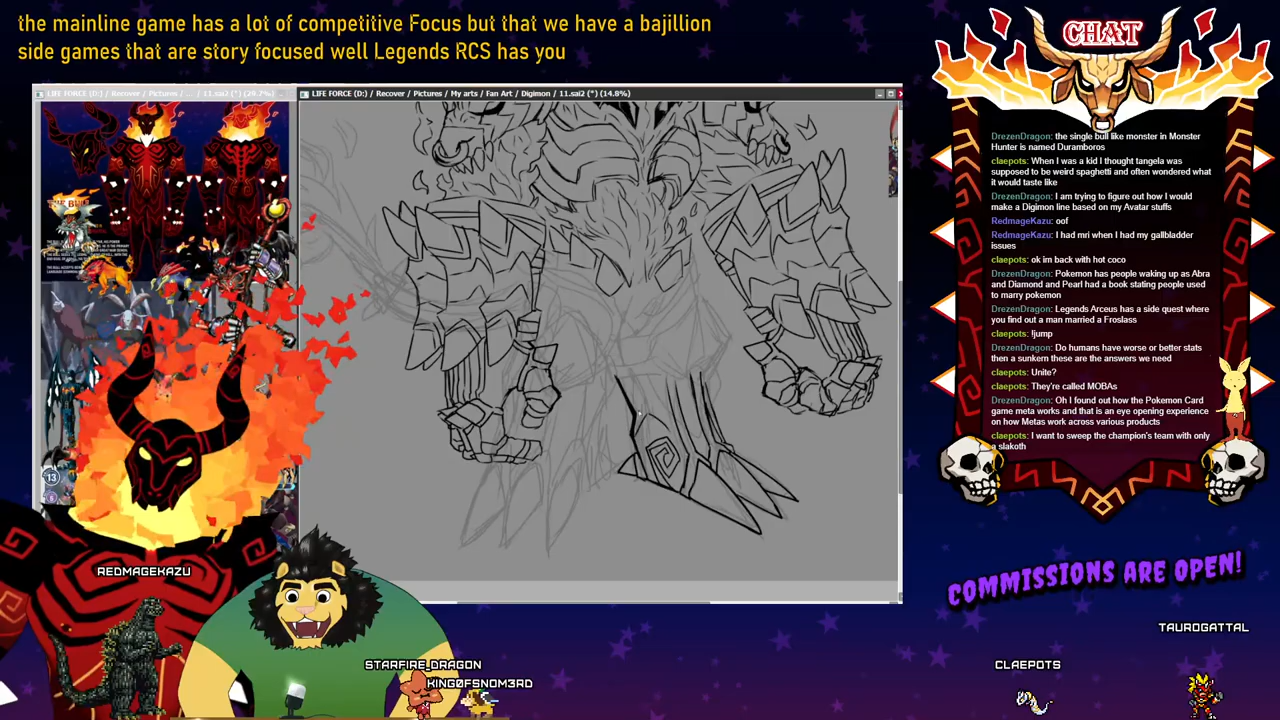 the mainline game has a lot of competitive Focus but that we have a bajillion
side games that are story focused well Legends RCS has you
CHAT
LIFE FORCE (D:) / Recover / Pictures / ... / 11.sai2 (*) (29.7%)
LIFE FORCE (D:) / Recover / Pictures / My arts / Fan Art / Digimon / 11.sai2 (*) (14.8%)
DrezenDragon: the single bull like monster in Monster
Hunter is named Duramboros
claepots: When I was a kid I thought tangela was
supposed to be weird spaghetti and often wondered what
it would taste like
DrezenDragon: I am trying to figure out how I would
make a Digimon line based on my Avatar stuffs
RedmageKazu: oof
RedmageKazu: I had mri when I had my gallbladder
issues
claepots: ok im back with hot coco
DrezenDragon: Pokemon has people waking up as Abra
and Diamond and Pearl had a book stating people used
to marry pokemon
DrezenDragon: Legends Arceus has a side quest where
you find out a man married a Froslass
claepots: !jump
DrezenDragon: Do humans have worse or better stats
then a sunkern these are the answers we need
claepots: Unite?
claepots: They're called MOBAs
DrezenDragon: Oh I found out how the Pokemon Card
game meta works and that is an eye opening experience
on how Metas work across various products
claepots: I want to sweep the champion's team with only
a slakoth
13
6
COMMISSIONS ARE OPEN!
REDMAGEKAZU
TAUROGATTAL
STARFIRE_DRAGON
CLAEPOTS
KINGOFSNOM3RD